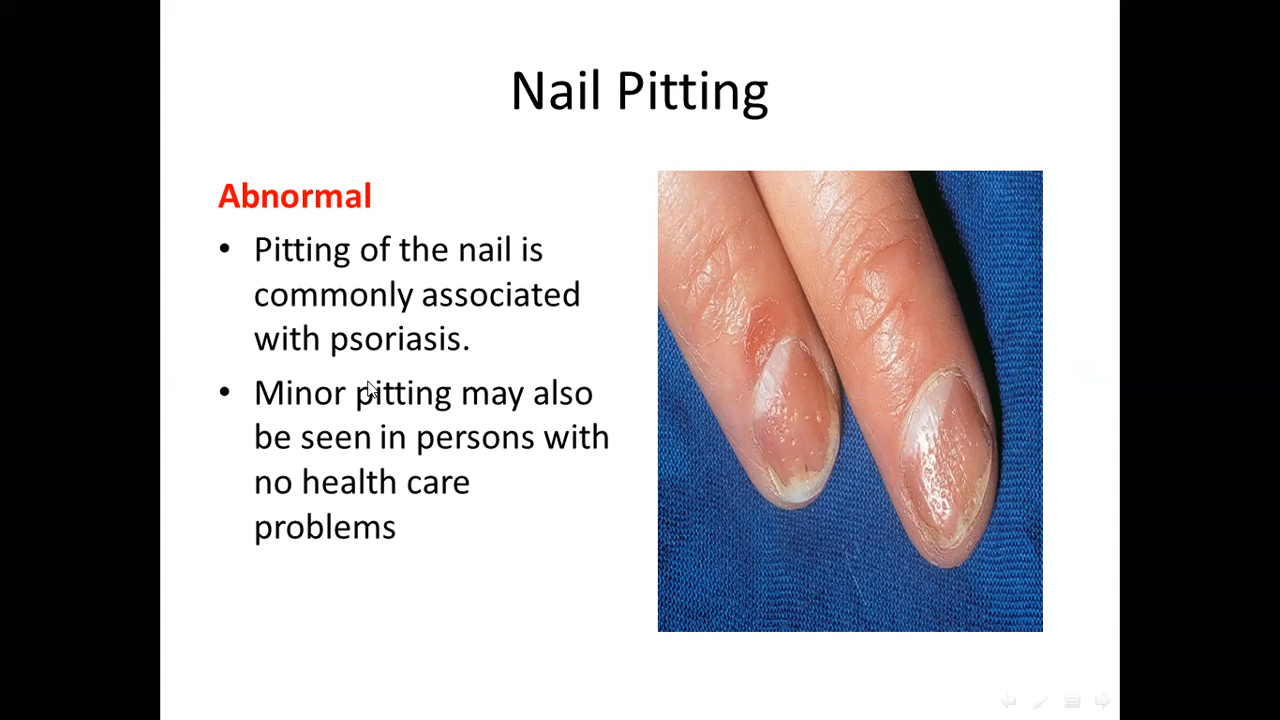 Nail Pitting
Abnormal
• Pitting of the nail is
commonly associated
with psoriasis.
• Minor pitting may also
be seen in persons with
no health care
problems